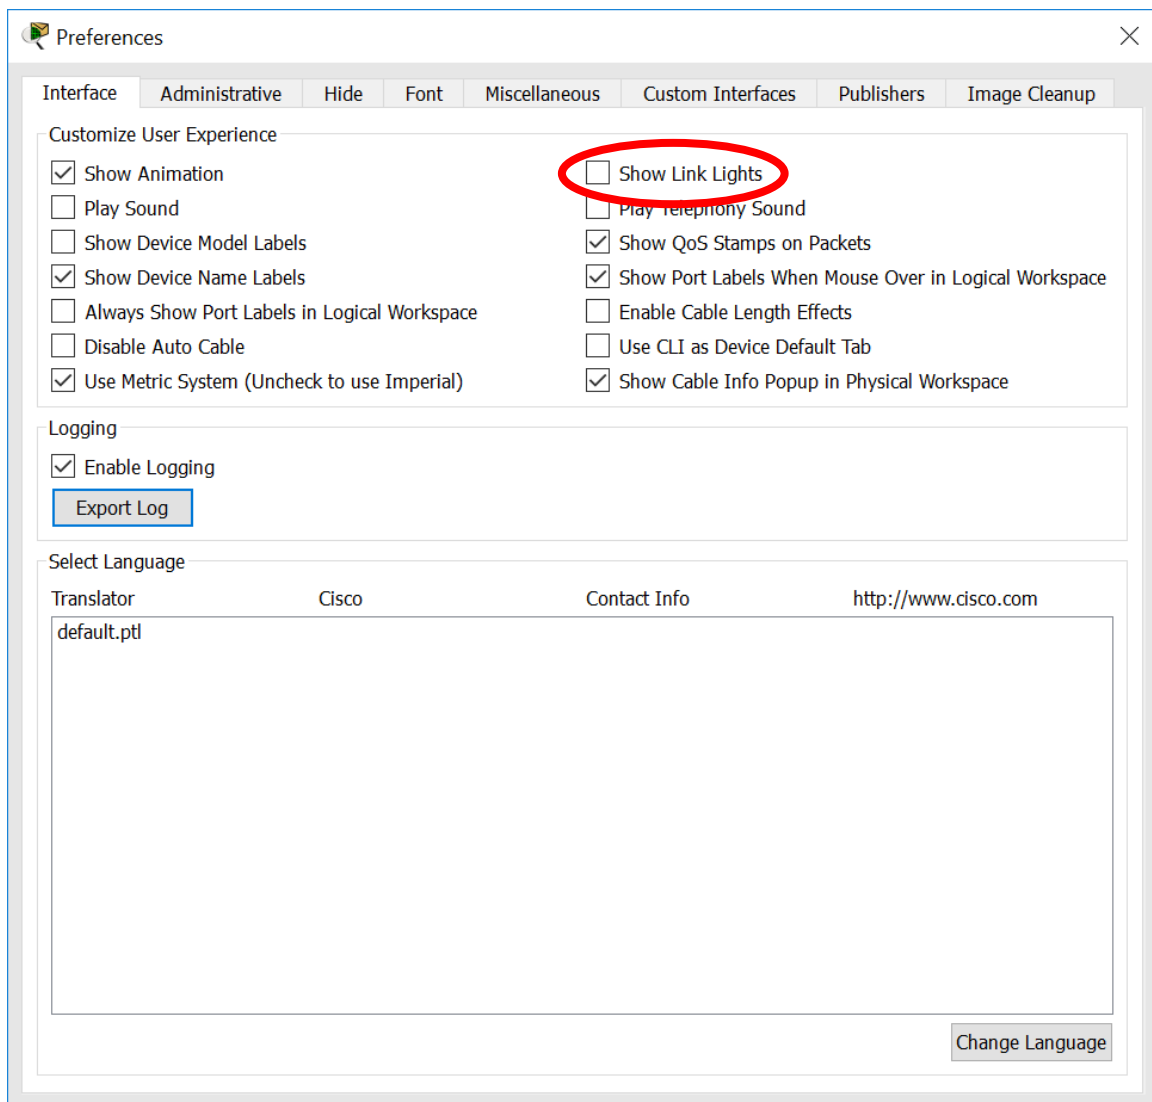 Preferences
Interface Administrative Hide Font Miscellaneous Custom Interfaces Publishers Image Cleanup
Customize User Experience
Show Animation Show Link Lights
Play Sound Play Telephony Sound
Show Device Model Labels Show QoS Stamps on Packets
Show Device Name Labels Show Port Labels When Mouse Over in Logical Workspace
Always Show Port Labels in Logical Workspace Enable Cable Length Effects
Disable Auto Cable Use CLI as Device Default Tab
Use Metric System (Uncheck to use Imperial) Show Cable Info Popup in Physical Workspace
Logging
Enable Logging
Export Log
Select Language
Translator Cisco Contact Info http://www.cisco.com
default.ptl
Change Language